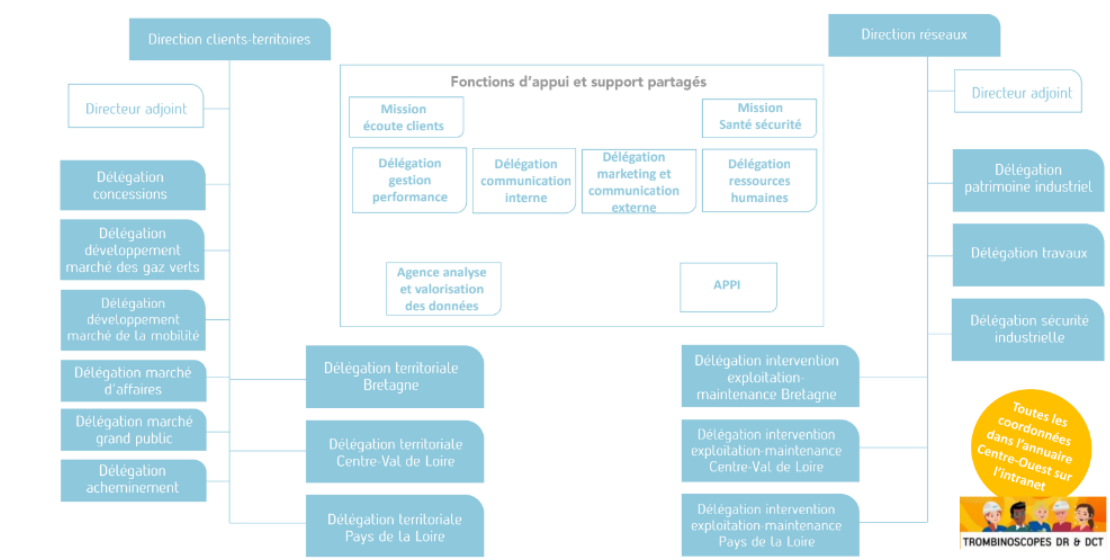 Direction clients-territoires
Directeur adjoint
Délégation
concessions
Délégation
développement
marché des gaz verts
Délégation
développement
marché de la mobilité
Délégation marché
d'affaires
Délégation marché
grand public
Délégation
acheminement
Délégation territoriale
Bretagne
Délégation territoriale
Centre-Val de Loire
Délégation territoriale
Pays de la Loire
Fonctions d'appui et support partagés
Mission
écoute clients
Mission
Santé sécurité
Délégation
gestion
performance
Délégation
communication
interne
Délégation
marketing et
communication
externe
Délégation
ressources
humaines
Agence analyse
et valorisation
des données
APPI
Direction réseaux
Directeur adjoint
Délégation
patrimoine industriel
Délégation travaux
Délégation sécurité
industrielle
Délégation intervention
exploitation-
maintenance Bretagne
Délégation intervention
exploitation-maintenance
Centre-Val de Loire
Délégation intervention
exploitation-maintenance
Pays de la Loire
Toutes les
coordonnées
dans l'annuaire
Centre-Ouest sur
l'intranet
TROMBINOSCOPES DR & DCT